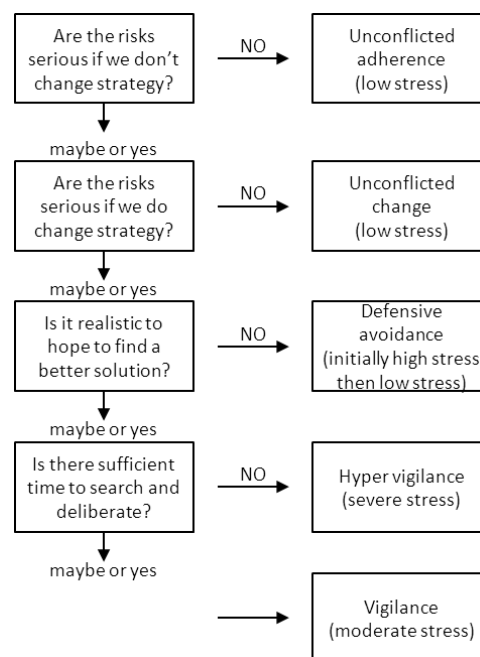 Are the risks
serious if we don't
change strategy?
NO
Unconflicted
adherence
(low stress)
maybe or yes
Are the risks
serious if we do
change strategy?
NO
Unconflicted
change
(low stress)
maybe or yes
Is it realistic to
hope to find a
better solution?
NO
Defensive
avoidance
(initially high stress
then low stress)
maybe or yes
Is there sufficient
time to search and
deliberate?
NO
Hyper vigilance
(severe stress)
maybe or yes
Vigilance
(moderate stress)